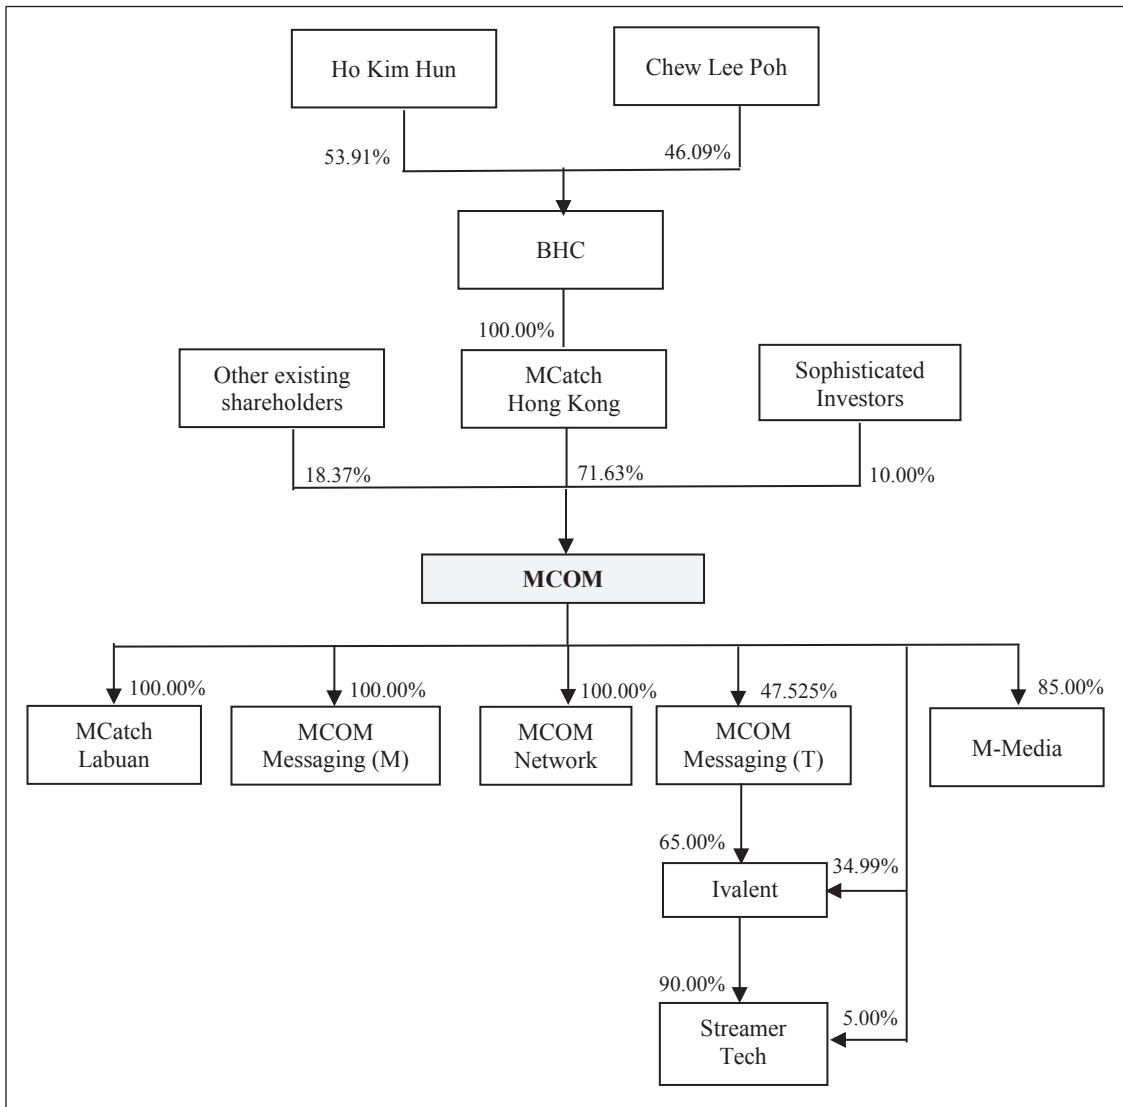 Ho Kim Hun
Chew Lee Poh
53.91%
46.09%
BHC
100.00%
Other existing
shareholders
MCatch
Hong Kong
Sophisticated
Investors
18.37%
71.63%
10.00%
MCOM
100.00%
100.00%
100.00%
47.525%
85.00%
MCatch
Labuan
MCOM
Messaging (M)
MCOM
Network
MCOM
Messaging (T)
M-Media
65.00%
34.99%
Ivalent
90.00%
5.00%
Streamer
Tech